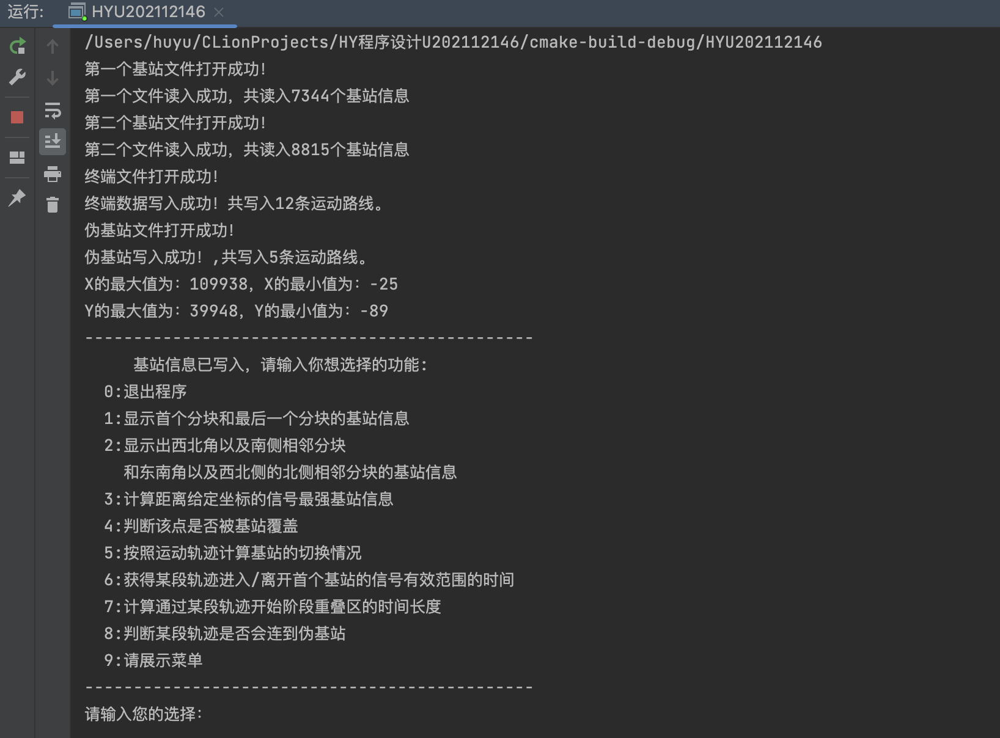 运行: HYU202112146
/Users/huyu/CLionProjects/HY程序设计U202112146/cmake-build-debug/HYU202112146
第一个基站文件打开成功!
第一个文件读入成功，共读入7344个基站信息
第二个基站文件打开成功!
第二个文件读入成功，共读入8815个基站信息
终端文件打开成功!
终端数据写入成功! 共写入12条运动路线。
伪基站文件打开成功!
伪基站写入成功! ,共写入5条运动路线。
X的最大值为: 109938，X的最小值为: -25
Y的最大值为: 39948，Y的最小值为: -89
----------------------------------------------
基站信息已写入，请输入你想选择的功能:
0:退出程序
1:显示首个分块和最后一个分块的基站信息
2:显示出西北角以及南侧相邻分块
和东南角以及西北侧的北侧相邻分块的基站信息
3:计算距离给定坐标的信号最强基站信息
4:判断该点是否被基站覆盖
5:按照运动轨迹计算基站的切换情况
6:获得某段轨迹进入/离开首个基站的信号有效范围的时间
7:计算通过某段轨迹开始阶段重叠区的时间长度
8:判断某段轨迹是否会连到伪基站
9:请展示菜单
----------------------------------------------
请输入您的选择: